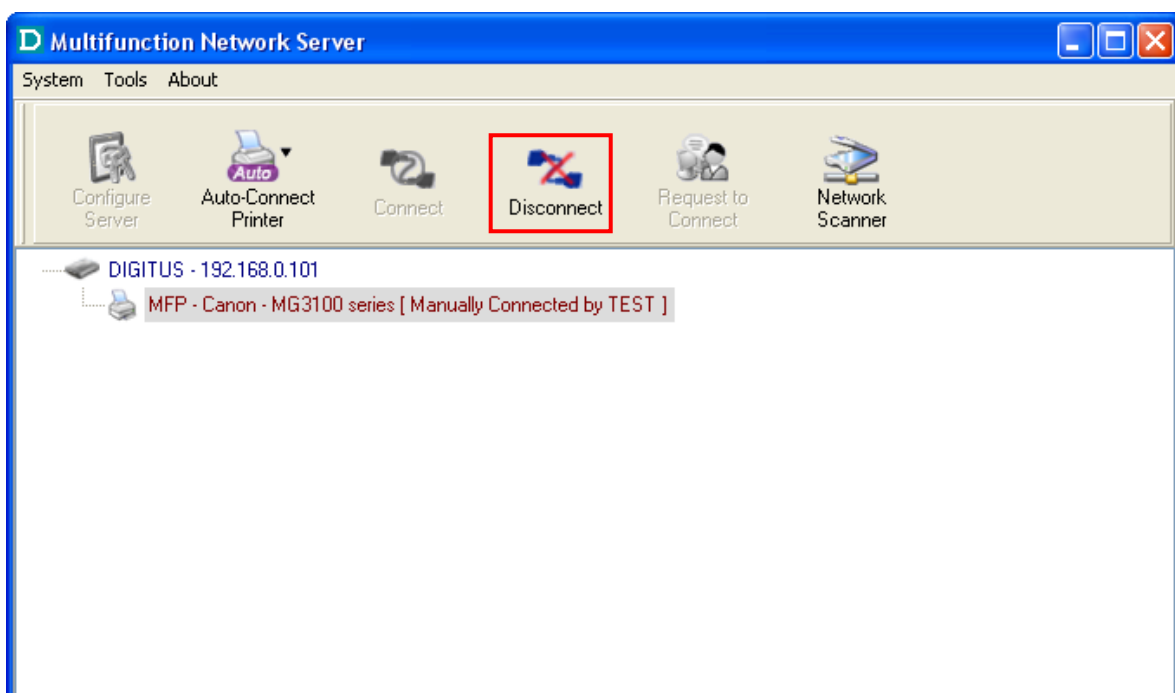 D Multifunction Network Server
System Tools About
Auto
Configure Server
Auto-Connect Printer
Connect
Disconnect
Request to Connect
Network Scanner
DIGITUS - 192.168.0.101
MFP - Canon - MG3100 series [ Manually Connected by TEST ]